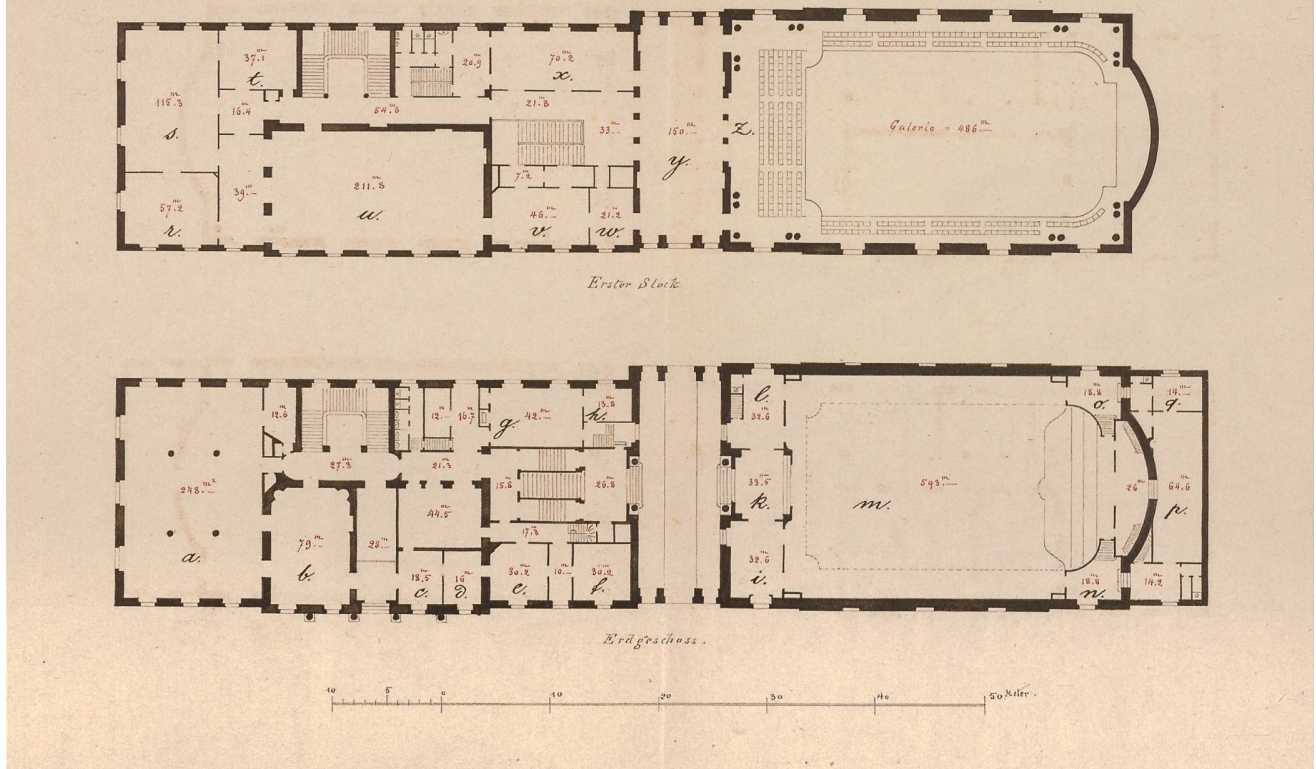 37.1 m
t.
115.3 m
s.
16.4 m
54.6 m
20.9 m
70.2 m
x.
21.8 m
33.– m
150.– m
y.
z.
Galerie = 486 m
57.2 m
r.
39.– m
211.8 m
u.
7.2 m
46.– m
v.
21.2 m
w.
Erster Stock
248.– m²
a.
12.6 m
27.3 m
12.– m
16.7 m
g.
42.– m
h.
13.5 m
21.3 m
15.6 m
26.8 m
79.– m
b.
28.– m
44.5 m
17.8 m
18.5 m
c.
16 m
d.
30.2 m
e.
10.– m
30.2 m
f.
l.
32.6 m
33.5 m
k.
32.6 m
i.
593.– m
m.
18.8 m
o.
14.– m
q.
26 m
64.6 m
p.
18.8 m
n.
14.2 m
Erdgeschoss.
10 5 0 10 20 30 40 50 Meter.